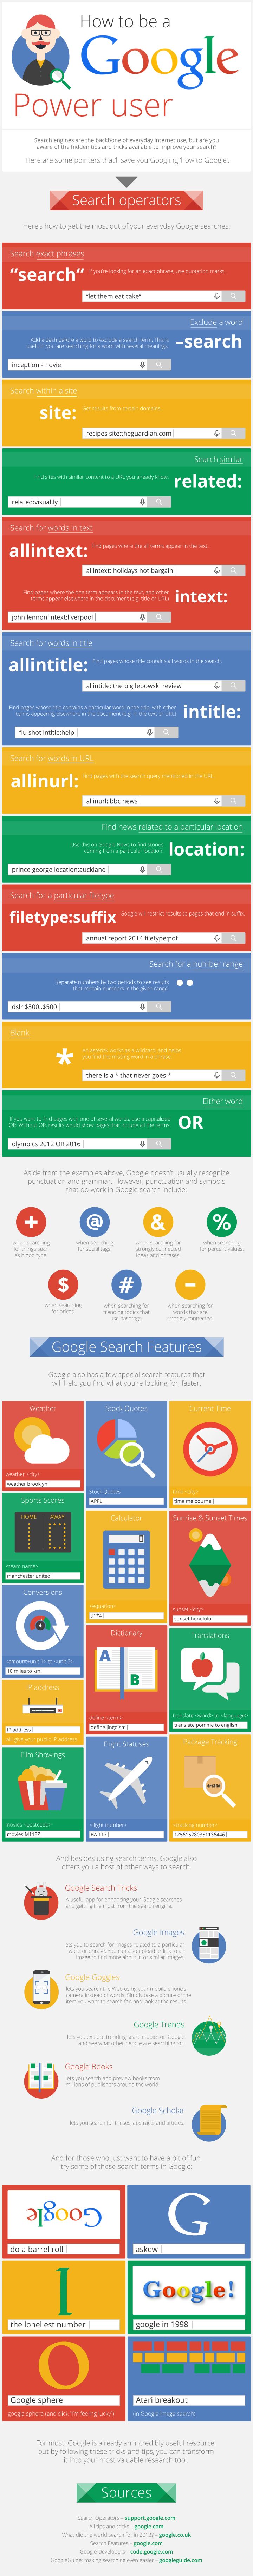 How to be a
Google
Power user
Search engines are the backbone of everyday internet use, but are you
aware of the hidden tips and tricks available to improve your search?
Here are some pointers that'll save you Googling 'how to Google'.
Search operators
Here's how to get the most out of your everyday Google searches.
Search exact phrases
"search"
If you're looking for an exact phrase, use quotation marks.
"let them eat cake"
Exclude a word
Add a dash before a word to exclude a search term. This is
useful if you are searching for a word with several meanings.
–search
inception -movie
Search within a site
site:
Get results from certain domains.
recipes site:theguardian.com
Search similar
Find sites with similar content to a URL you already know.
related:
related:visual.ly
Search for words in text
allintext:
Find pages where all the terms appear in the text.
allintext: holidays hot bargain
Find pages where the one term appears in the text, and other
terms appear elsewhere in the document (e.g. title or URL)
intext:
john lennon intext:liverpool
Search for words in title
allintitle:
Find pages whose title contains all words in the search.
allintitle: the big lebowski review
Find pages whose title contains a particular word in the title, with other
terms appearing elsewhere in the document (e.g. in the text or URL)
intitle:
flu shot intitle:help
Search for words in URL
allinurl:
Find pages with the search query mentioned in the URL.
allinurl: bbc news
Find news related to a particular location
Use this on Google News to find stories
coming from a particular location.
location:
prince george location:auckland
Search for a particular filetype
filetype:suffix
Google will restrict results to pages that end in suffix.
annual report 2014 filetype:pdf
Search for a number range
Separate numbers by two periods to see results
that contain numbers in the given range.
..
dslr $300..$500
Blank
*
An asterisk works as a wildcard, and helps
you find the missing word in a phrase.
there is a * that never goes *
Either word
If you want to find pages with one of several words, use a capitalized
OR. Without OR, results would show pages that include all the terms.
OR
olympics 2012 OR 2016
Aside from the examples above, Google doesn't usually recognize
punctuation and grammar. However, punctuation and symbols
that do work in Google search include:
+ @ & %
when searching
for things such
as blood type.
when searching
for social tags.
when searching for
strongly connected
ideas and phrases.
when searching
for percent values.
$ # –
when searching
for prices.
when searching for
trending topics that
use hashtags.
when searching for
words that are
strongly connected.
Google Search Features
Google also has a few special search features that
will help you find what you're looking for, faster.
Weather
weather <city>
weather brooklyn
Stock Quotes
Stock Quotes
APPL
Current Time
time <city>
time melbourne
Sports Scores
HOME AWAY
<team name>
manchester united
Calculator
<equation>
91*4
Sunrise & Sunset Times
sunset <city>
sunset honolulu
Conversions
<amount><unit 1> to <unit 2>
10 miles to km
Dictionary
A
B
define <term>
define jingoism
Translations
translate <word> to <language>
translate pomme to english
IP address
IP address
will give your public IP address
Flight Statuses
<flight number>
BA 117
Package Tracking
<tracking number>
125615280351136446
Film Showings
movies <postcode>
movies M11EZ
And besides using search terms, Google also
offers you a host of other ways to search.
Google Search Tricks
A useful app for enhancing your Google searches
and getting the most from the search engine.
Google Images
lets you to search for images related to a particular
word or phrase. You can also upload or link to an
image to find more about it, or similar images.
Google Goggles
lets you search the Web using your mobile phone's
camera instead of words. Simply take a picture of the
item you want to search for, and look at the results.
Google Trends
lets you explore trending search topics on Google
and see what other people are searching for.
Google Books
lets you search and preview books from
millions of publishers around the world.
Google Scholar
lets you search for theses, abstracts and articles.
And for those who just want to have a bit of fun,
try some of these search terms in Google:
Google
do a barrel roll
G
askew
1
the loneliest number
Google!
google in 1998
O
Google sphere
google sphere (and click "I'm feeling lucky")
Atari breakout
(in Google Image search)
For most, Google is already an incredibly useful resource,
but by following these tricks and tips, you can transform
it into your most valuable research tool.
Sources
Search Operators - support.google.com
All tips and tricks - google.com
What did the world search for in 2013? - google.co.uk
Search Features - google.com
Google Developers - code.google.com
GoogleGuide: making searching even easier - googleguide.com